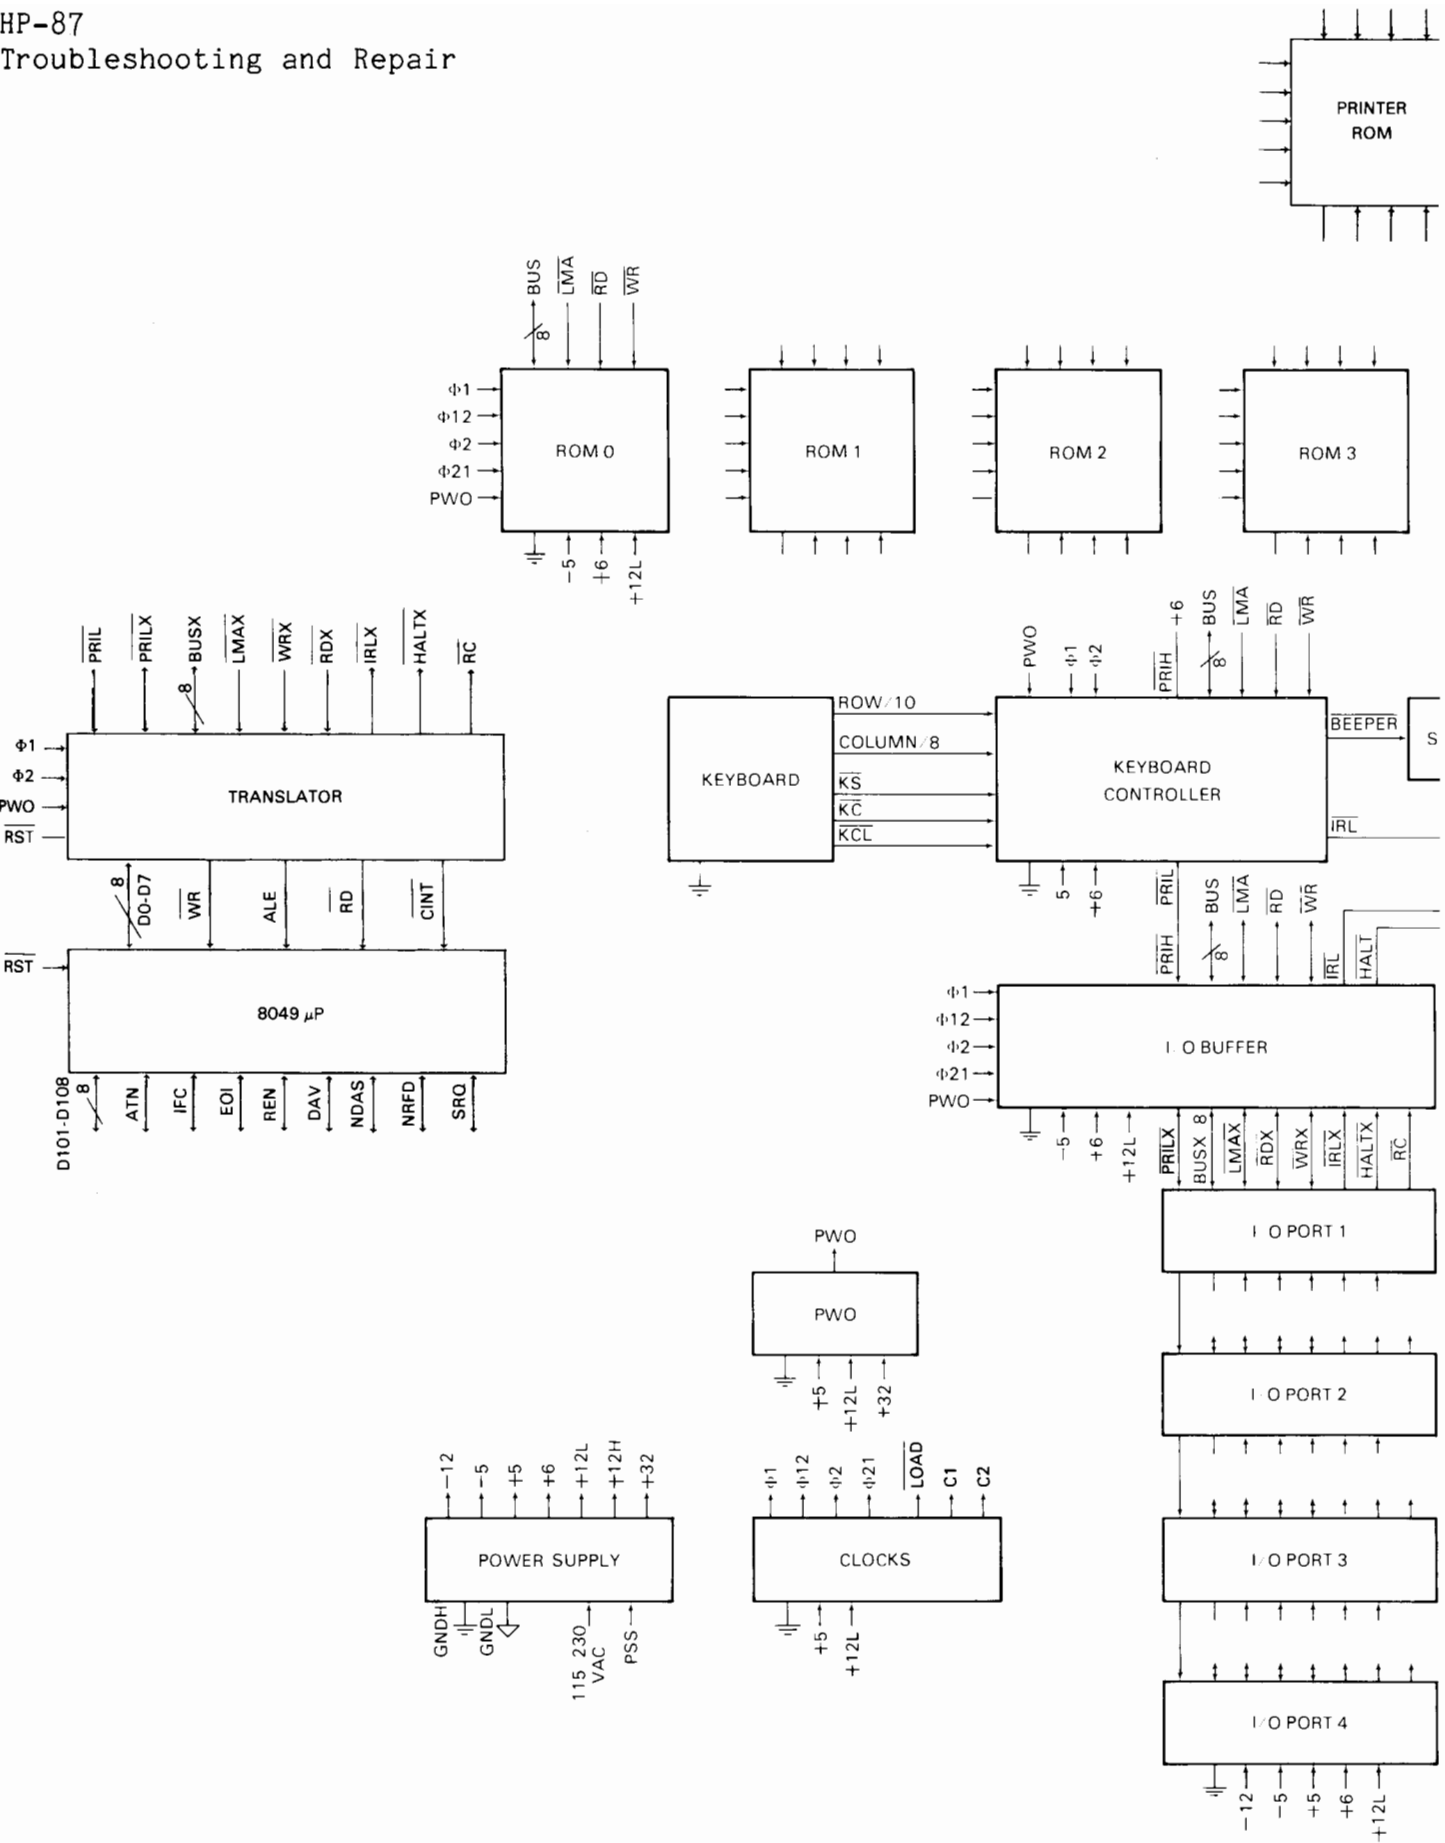 HP-87
Troubleshooting and Repair
PRINTER
ROM
BUS
8
LMA
RD
WR
Φ1
Φ12
Φ2
Φ21
PWO
ROM 0
ROM 1
ROM 2
ROM 3
-5
+6
+12L
PRIL
PRILX
BUSX
8
LMAX
WRX
RDX
IRLX
HALTX
RC
Φ1
Φ2
PWO
RST
TRANSLATOR
8
D0-D7
WR
ALE
RD
CINT
RST
8049 μP
D101-D108
8
ATN
IFC
EOI
REN
DAV
NDAS
NRFD
SRQ
KEYBOARD
ROW/10
COLUMN/8
KS
KC
KCL
PWO
Φ1
Φ2
PRIH
+6
BUS
8
LMA
RD
WR
KEYBOARD
CONTROLLER
BEEPER
S
IRL
5
+6
PRIL
PRIH
BUS
8
LMA
RD
WR
IRL
HALT
Φ1
Φ12
Φ2
Φ21
PWO
I/O BUFFER
-5
+6
+12L
PRILX
BUSX 8
LMAX
RDX
WRX
IRLX
HALTX
RC
I/O PORT 1
I/O PORT 2
I/O PORT 3
I/O PORT 4
-12
-5
+5
+6
+12L
PWO
PWO
+5
+12L
+32
-12
-5
+5
+6
+12L
+12H
+32
POWER SUPPLY
GNDH
GNDL
115 230
VAC
PSS
Φ1
Φ12
Φ2
Φ21
LOAD
C1
C2
CLOCKS
+5
+12L